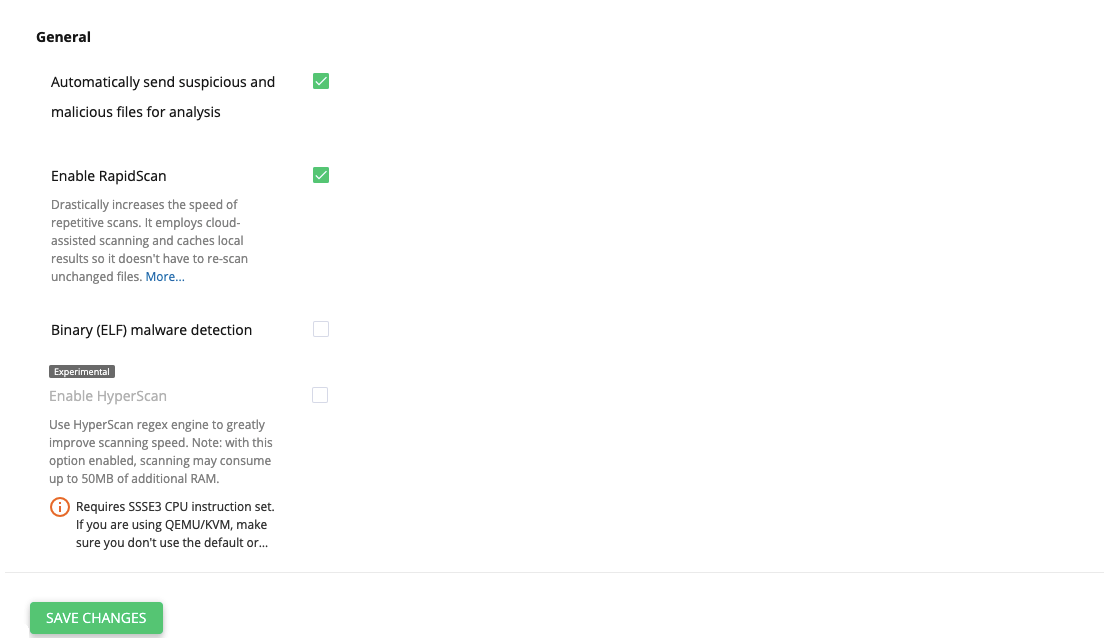 General
Automatically send suspicious and
malicious files for analysis
Enable RapidScan
Drastically increases the speed of
repetitive scans. It employs cloud-
assisted scanning and caches local
results so it doesn't have to re-scan
unchanged files. More...
Binary (ELF) malware detection
Experimental
Enable HyperScan
Use HyperScan regex engine to greatly
improve scanning speed. Note: with this
option enabled, scanning may consume
up to 50MB of additional RAM.
Requires SSSE3 CPU instruction set.
If you are using QEMU/KVM, make
sure you don't use the default or...
SAVE CHANGES